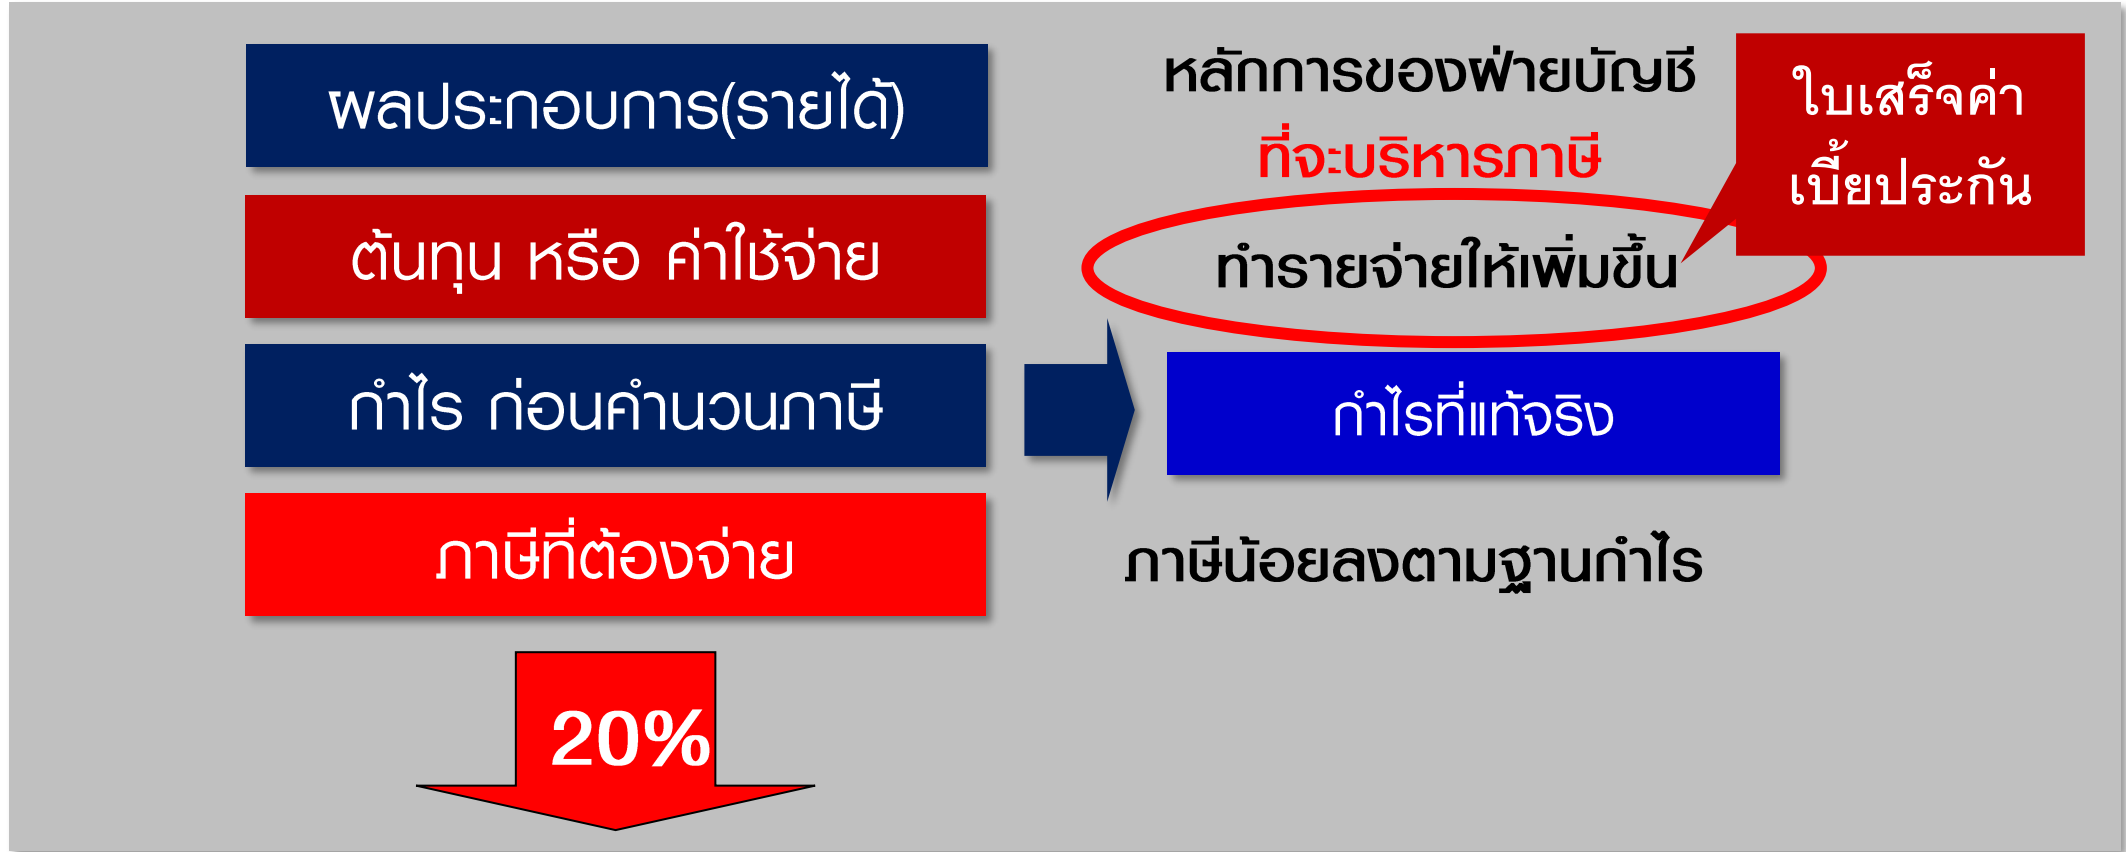 ผลประกอบการ(รายได้)
ต้นทุน หรือ ค่าใช้จ่าย
กำไร ก่อนคำนวนภาษี
ภาษีที่ต้องจ่าย
20%
หลักการของฝ่ายบัญชี
ที่จะบริหารภาษี
ทำรายจ่ายให้เพิ่มขึ้น
ใบเสร็จค่า
เบี้ยประกัน
กำไรที่แท้จริง
ภาษีน้อยลงตามฐานกำไร